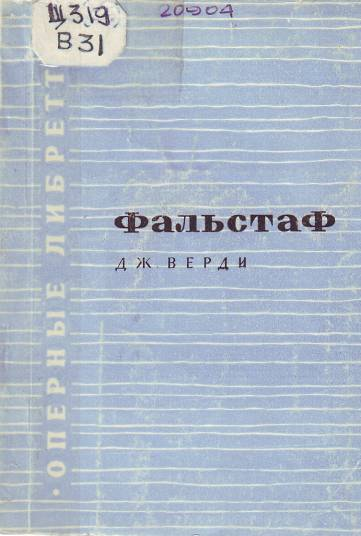 Щ319
В31
20904
ОПЕРНЫЕ ЛИБРЕТТ
Фальстаф
ДЖ. ВЕРДИ